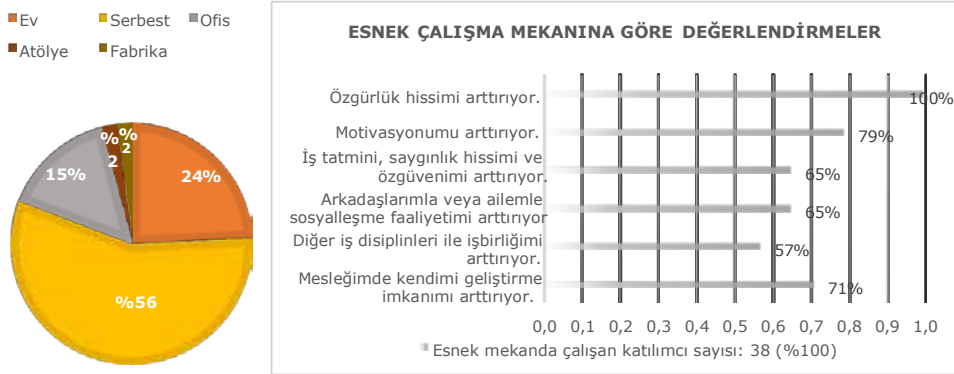 Ev Serbest Ofis
Atölye Fabrika
%
2
%
2
24%
15%
%56
ESNEK ÇALIŞMA MEKANINA GÖRE DEĞERLENDİRMELER
Özgürlük hissimi arttırıyor.
100%
Motivasyonumu arttırıyor.
79%
İş tatmini, saygınlık hissimi ve
özgüvenimi arttırıyor.
65%
Arkadaşlarımla veya ailemle
sosyalleşme faaliyetimi arttırıyor
65%
Diğer iş disiplinleri ile işbirliğimi
arttırıyor.
57%
Mesleğimde kendimi geliştirme
imkanımı arttırıyor.
71%
0,0 0,1 0,2 0,3 0,4 0,5 0,6 0,7 0,8 0,9 1,0
Esnek mekanda çalışan katılımcı sayısı: 38 (%100)